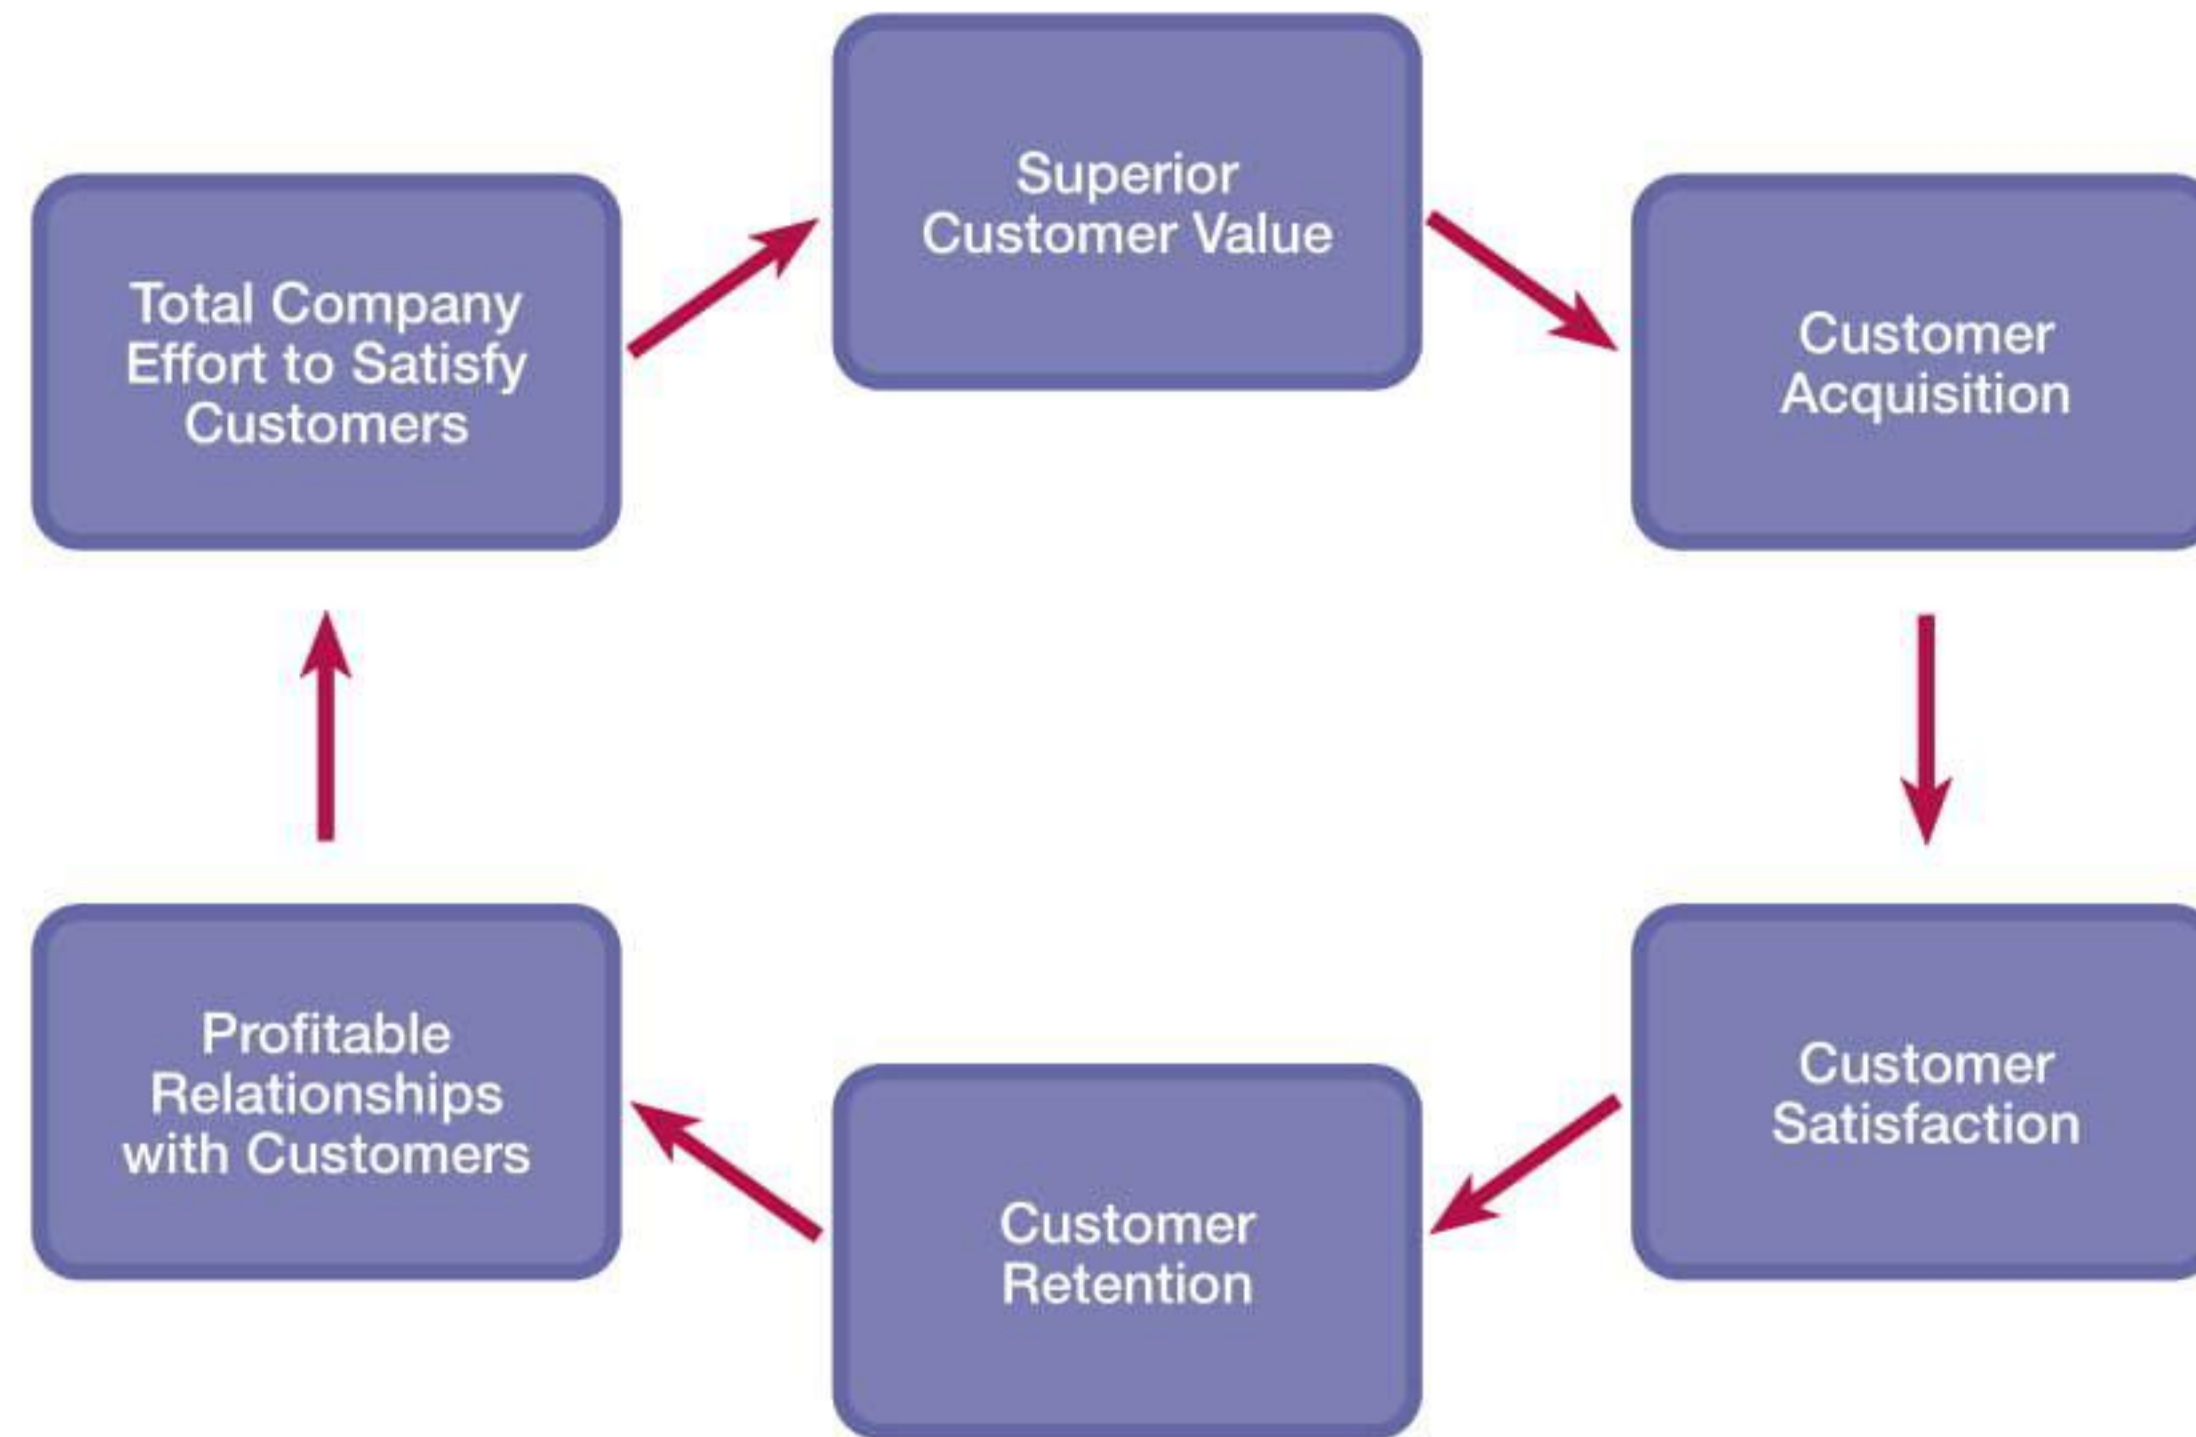 Superior
Customer Value
Total Company
Effort to Satisfy
Customers
Customer
Acquisition
Profitable
Relationships
with Customers
Customer
Satisfaction
Customer
Retention